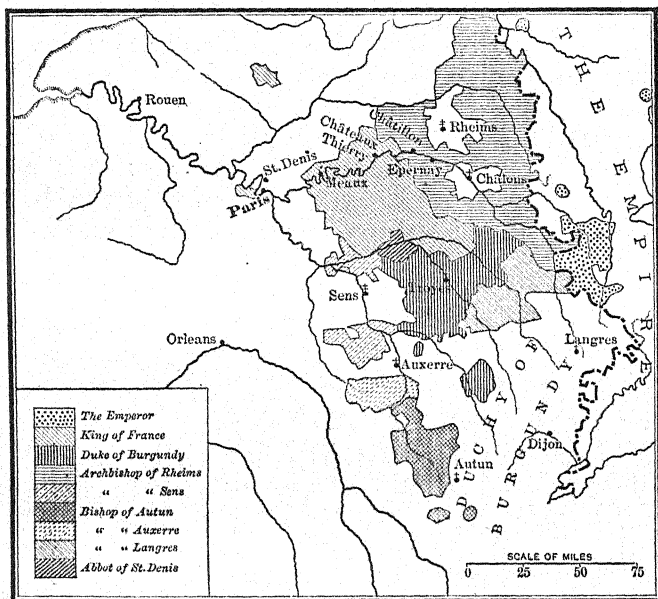 THE EMPIRE
Rouen
Rheims
Châtillon
Châteaux
Thierry
St. Denis
Meaux
Epernay
Châlons
Paris
Sens
Troyes
Orleans
Langres
Auxerre
DUCHY OF
BURGUNDY
Dijon
Autun
The Emperor
King of France
Duke of Burgundy
Archbishop of Rheims
“ “ Sens
Bishop of Autun
“ “ Auxerre
“ “ Langres
Abbot of St. Denis
SCALE OF MILES
0 25 50 75